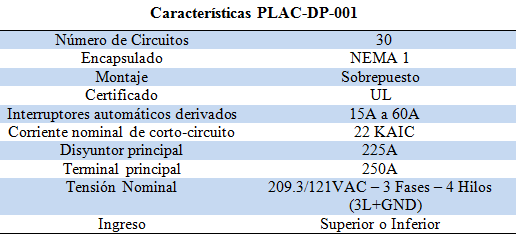 Características PLAC-DP-001
Número de Circuitos 30
Encapsulado NEMA 1
Montaje Sobrepuesto
Certificado UL
Interruptores automáticos derivados 15A a 60A
Corriente nominal de corto-circuito 22 KAIC
Disyuntor principal 225A
Terminal principal 250A
Tensión Nominal 209.3/121VAC – 3 Fases – 4 Hilos
(3L+GND)
Ingreso Superior o Inferior